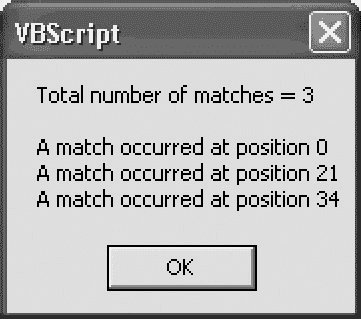 VBScript
Total number of matches = 3
A match occurred at position 0
A match occurred at position 21
A match occurred at position 34
OK